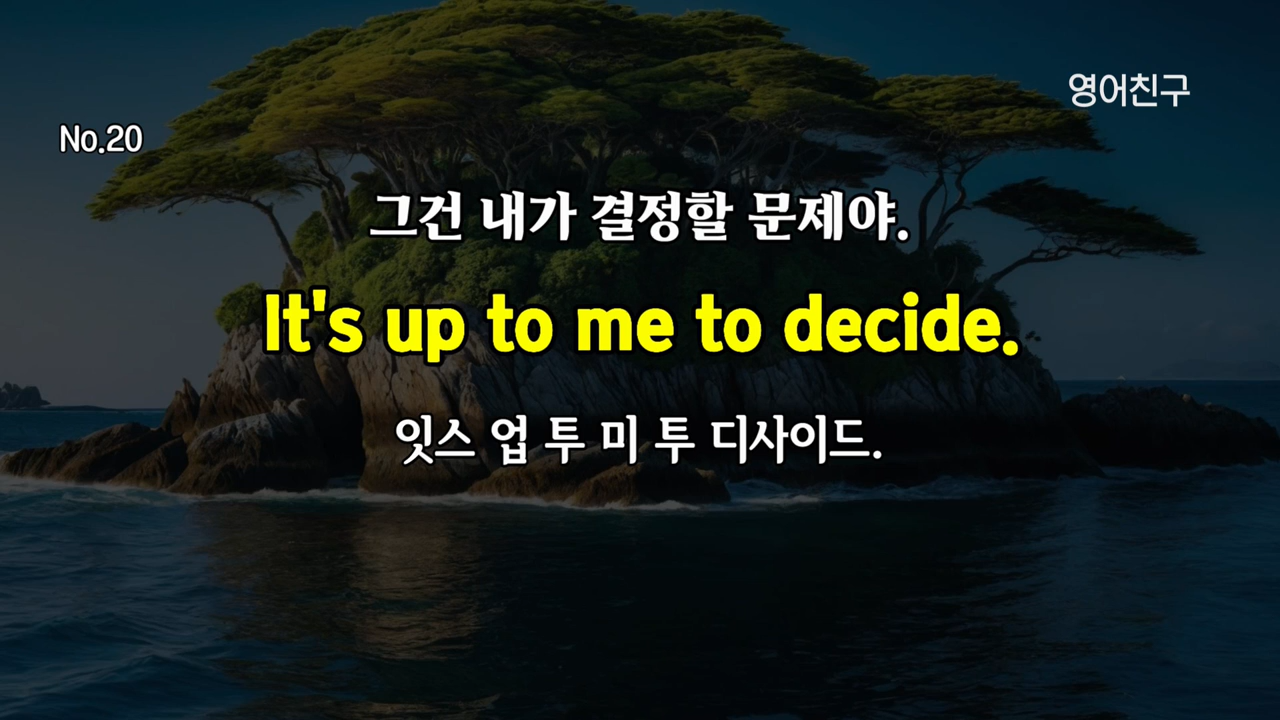 영어친구
No.20
그건 내가 결정할 문제야.
It's up to me to decide.
잇스 업 투 미 투 디사이드.